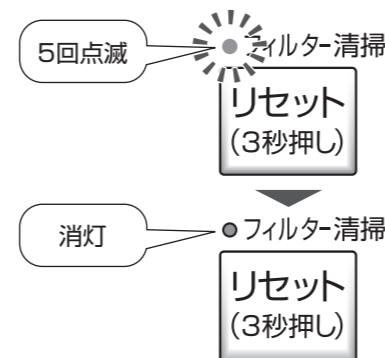 5回点滅
フィルター清掃
リセット
(3秒押し)
消灯
フィルター清掃
リセット
(3秒押し)